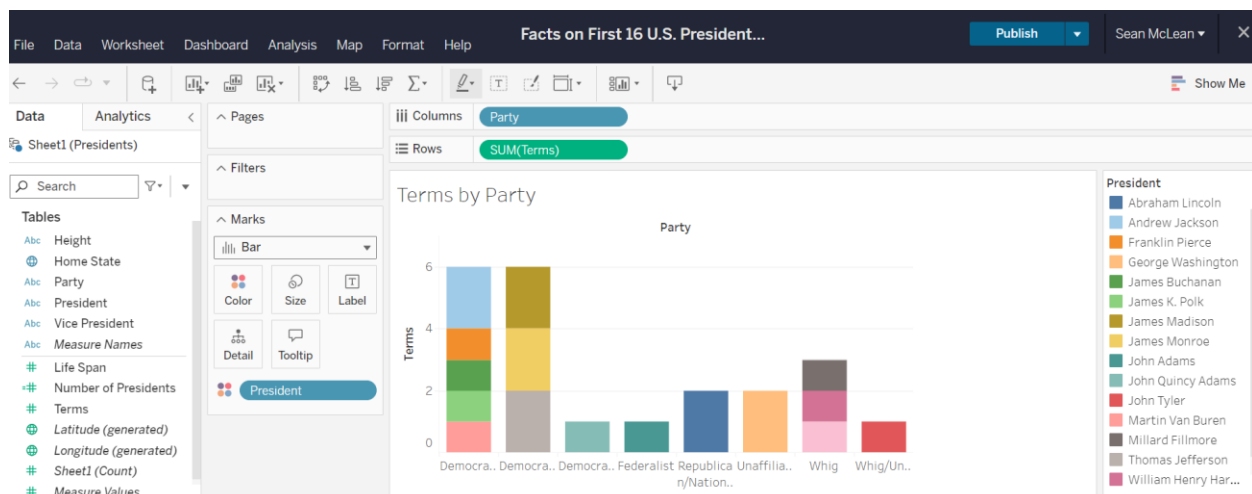 Facts on First 16 U.S. President...
Publish
Sean McLean
File Data Worksheet Dashboard Analysis Map Format Help
Show Me
Data Analytics
Sheet1 (Presidents)
Search
Tables
Abc Height
Home State
Abc Party
Abc President
Abc Vice President
Abc Measure Names
# Life Span
=# Number of Presidents
# Terms
Latitude (generated)
Longitude (generated)
# Sheet1 (Count)
# Measure Values
Pages
Filters
Marks
Bar
Color Size Label
Detail Tooltip
President
iii Columns Party
Rows SUM(Terms)
Terms by Party
Party
Terms
6
4
2
0
Democra.. Democra.. Democra.. Federalist Republica Unaffilia.. Whig Whig/Un..
n/Nation..
President
Abraham Lincoln
Andrew Jackson
Franklin Pierce
George Washington
James Buchanan
James K. Polk
James Madison
James Monroe
John Adams
John Quincy Adams
John Tyler
Martin Van Buren
Millard Fillmore
Thomas Jefferson
William Henry Har...